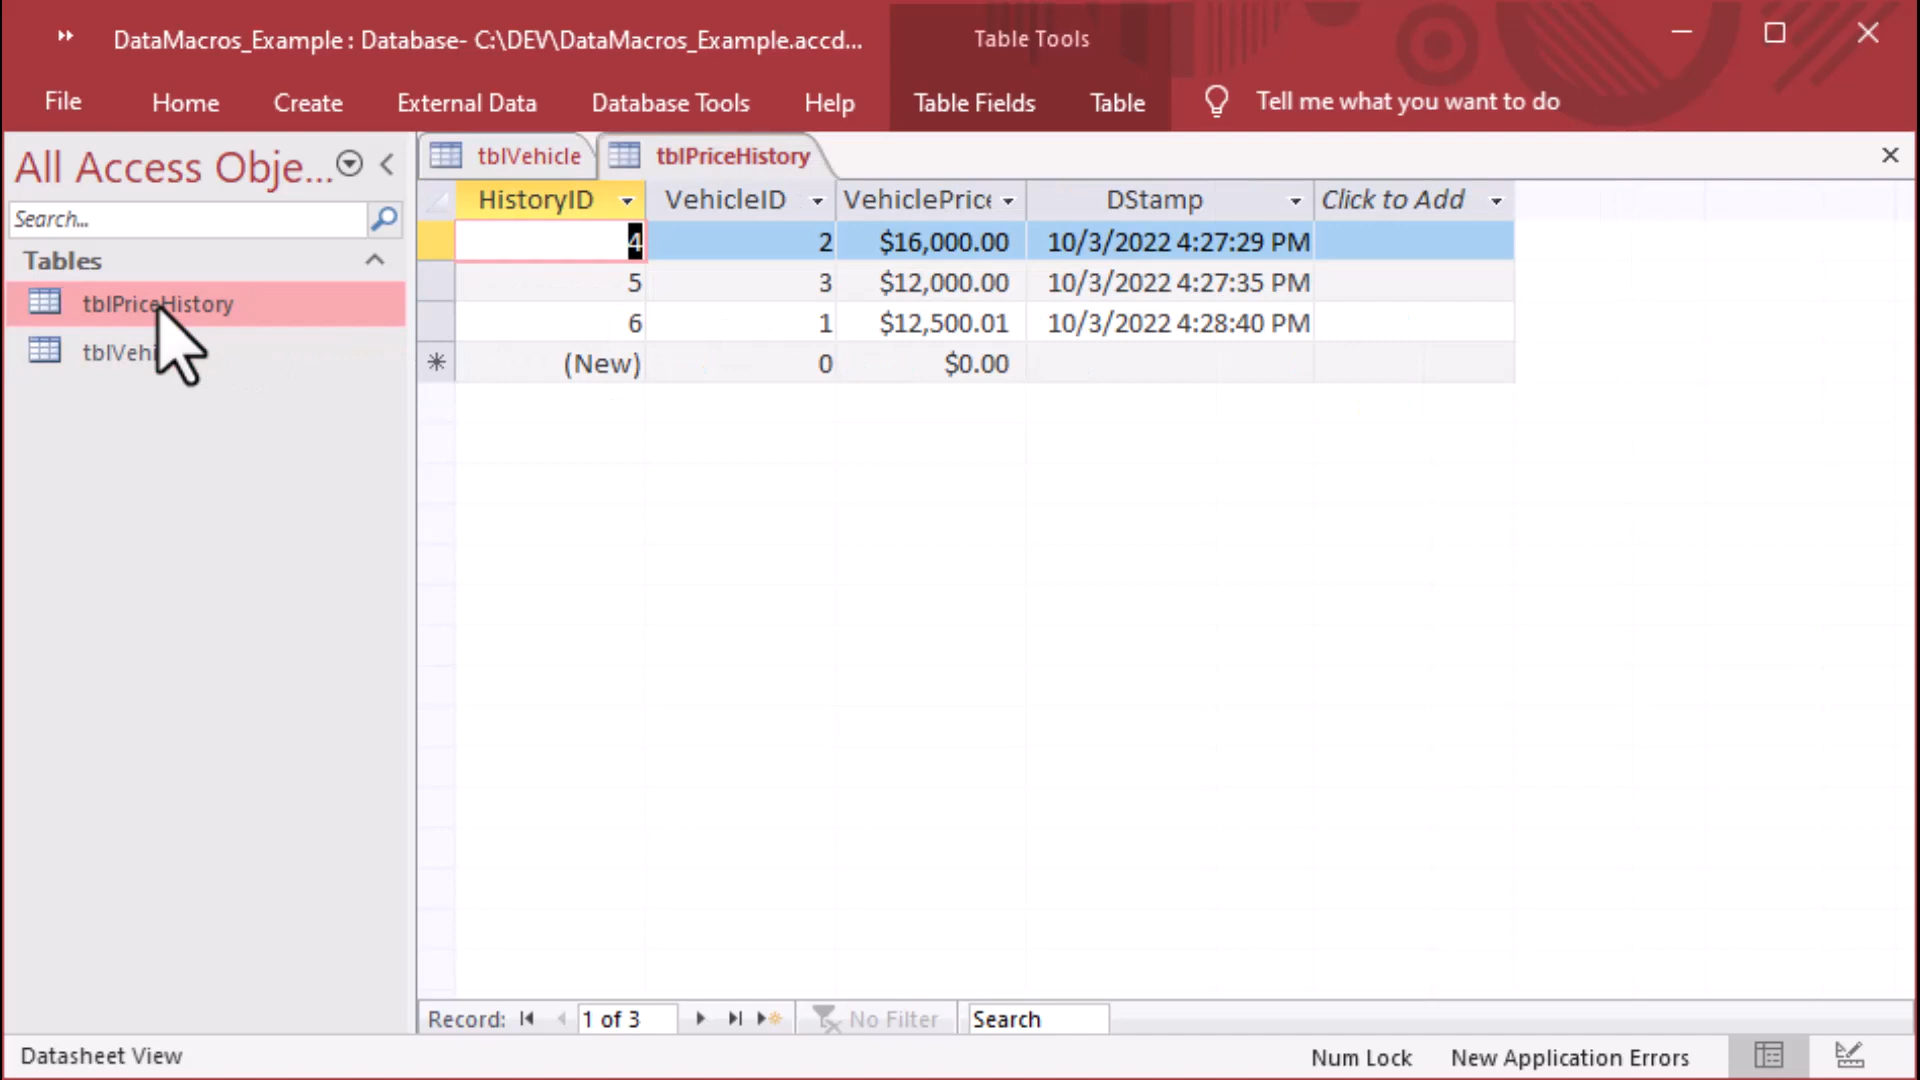 DataMacros_Example : Database- C:\DEV\DataMacros_Example.accd...
Table Tools
File Home Create External Data Database Tools Help Table Fields Table Tell me what you want to do
All Access Obje...
Search...
Tables
tblPriceHistory
tblVehi
tblVehicle tblPriceHistory
HistoryID VehicleID VehiclePrice DStamp Click to Add
4 2 $16,000.00 10/3/2022 4:27:29 PM
5 3 $12,000.00 10/3/2022 4:27:35 PM
6 1 $12,500.01 10/3/2022 4:28:40 PM
(New) 0 $0.00
Record: 1 of 3 No Filter Search
Datasheet View Num Lock New Application Errors